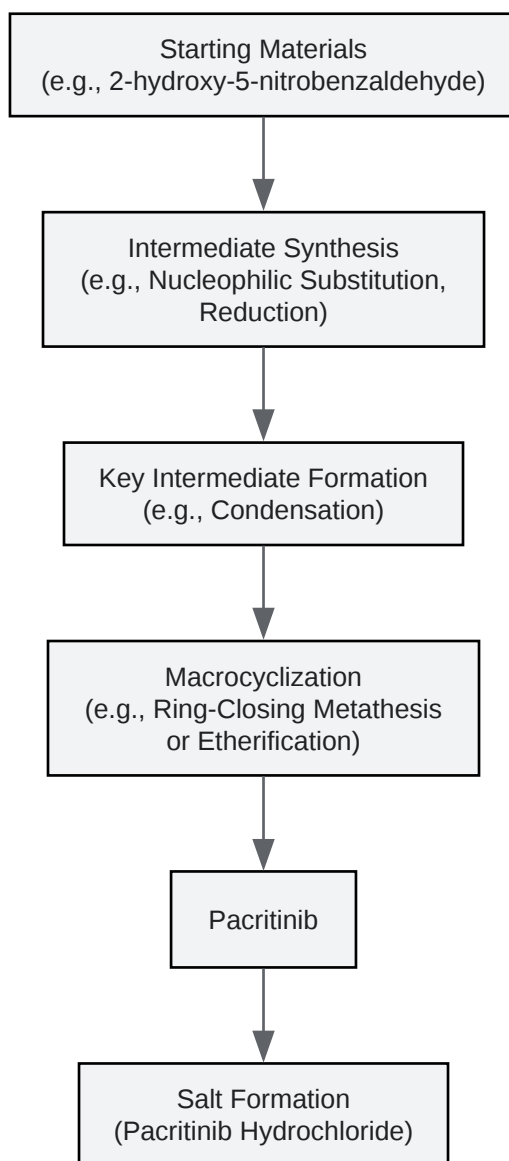 Starting Materials
(e.g., 2-hydroxy-5-nitrobenzaldehyde)
Intermediate Synthesis
(e.g., Nucleophilic Substitution,
Reduction)
Key Intermediate Formation
(e.g., Condensation)
Macrocyclization
(e.g., Ring-Closing Metathesis
or Etherification)
Pacritinib
Salt Formation
(Pacritinib Hydrochloride)